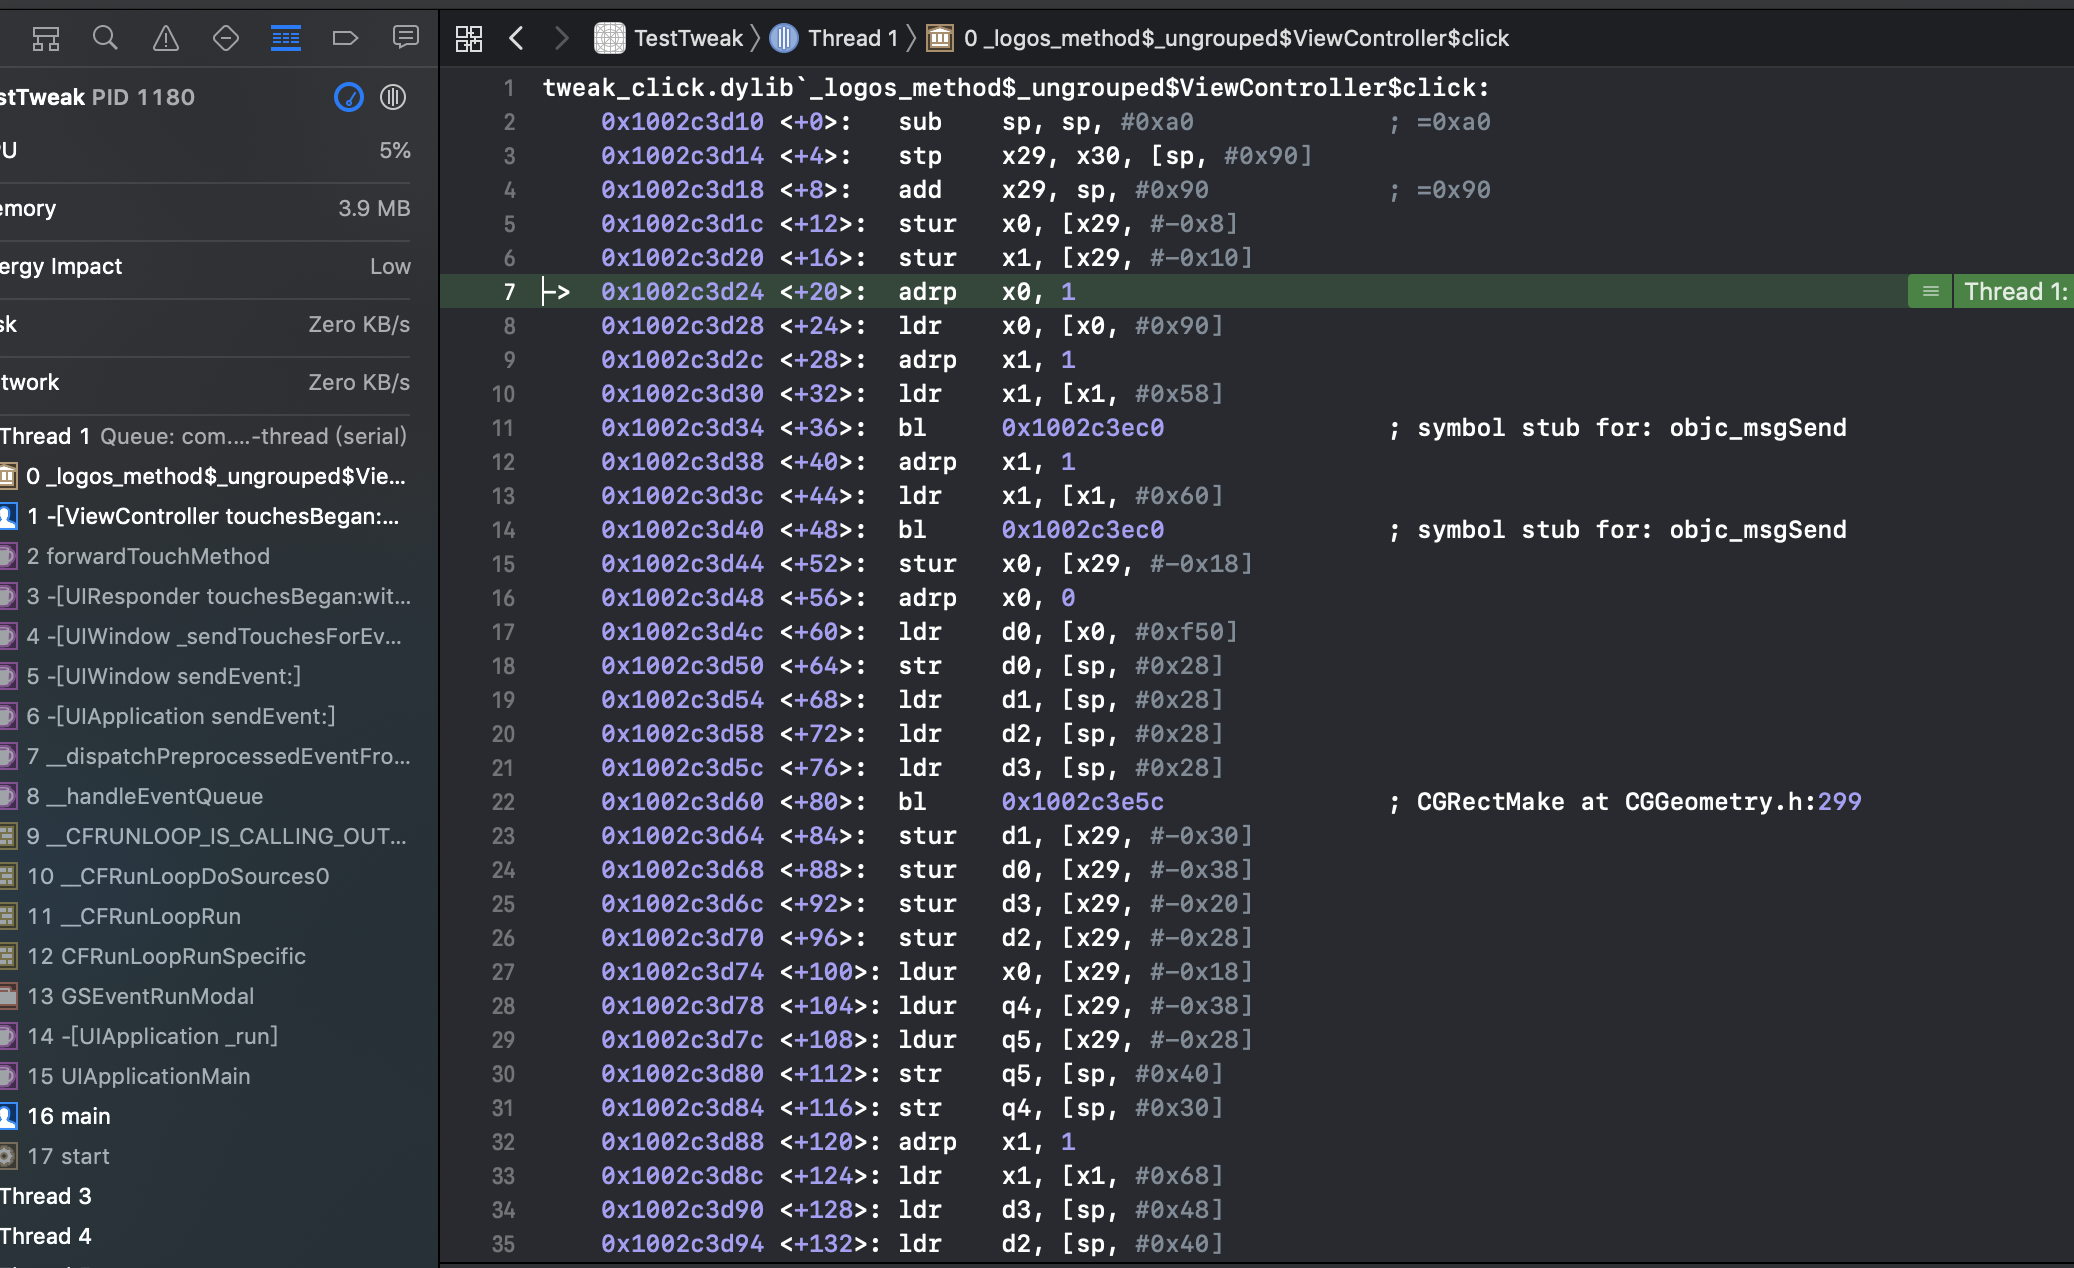 TestTweak Thread 1 0 _logos_method$_ungrouped$ViewController$click
stTweak PID 1180
U 5%
emory 3.9 MB
ergy Impact Low
sk Zero KB/s
twork Zero KB/s
Thread 1 Queue: com....-thread (serial)
0 _logos_method$_ungrouped$Vie...
1 -[ViewController touchesBegan:...
2 forwardTouchMethod
3 -[UIResponder touchesBegan:wit...
4 -[UIWindow _sendTouchesForEv...
5 -[UIWindow sendEvent:]
6 -[UIApplication sendEvent:]
7 __dispatchPreprocessedEventFro...
8 __handleEventQueue
9 __CFRUNLOOP_IS_CALLING_OUT...
10 __CFRunLoopDoSources0
11 __CFRunLoopRun
12 CFRunLoopRunSpecific
13 GSEventRunModal
14 -[UIApplication _run]
15 UIApplicationMain
16 main
17 start
Thread 3
Thread 4
1 tweak_click.dylib`_logos_method$_ungrouped$ViewController$click:
2 0x1002c3d10 <+0>: sub sp, sp, #0xa0 ; =0xa0
3 0x1002c3d14 <+4>: stp x29, x30, [sp, #0x90]
4 0x1002c3d18 <+8>: add x29, sp, #0x90 ; =0x90
5 0x1002c3d1c <+12>: stur x0, [x29, #-0x8]
6 0x1002c3d20 <+16>: stur x1, [x29, #-0x10]
7 -> 0x1002c3d24 <+20>: adrp x0, 1 Thread 1:
8 0x1002c3d28 <+24>: ldr x0, [x0, #0x90]
9 0x1002c3d2c <+28>: adrp x1, 1
10 0x1002c3d30 <+32>: ldr x1, [x1, #0x58]
11 0x1002c3d34 <+36>: bl 0x1002c3ec0 ; symbol stub for: objc_msgSend
12 0x1002c3d38 <+40>: adrp x1, 1
13 0x1002c3d3c <+44>: ldr x1, [x1, #0x60]
14 0x1002c3d40 <+48>: bl 0x1002c3ec0 ; symbol stub for: objc_msgSend
15 0x1002c3d44 <+52>: stur x0, [x29, #-0x18]
16 0x1002c3d48 <+56>: adrp x0, 0
17 0x1002c3d4c <+60>: ldr d0, [x0, #0xf50]
18 0x1002c3d50 <+64>: str d0, [sp, #0x28]
19 0x1002c3d54 <+68>: ldr d1, [sp, #0x28]
20 0x1002c3d58 <+72>: ldr d2, [sp, #0x28]
21 0x1002c3d5c <+76>: ldr d3, [sp, #0x28]
22 0x1002c3d60 <+80>: bl 0x1002c3e5c ; CGRectMake at CGGeometry.h:299
23 0x1002c3d64 <+84>: stur d1, [x29, #-0x30]
24 0x1002c3d68 <+88>: stur d0, [x29, #-0x38]
25 0x1002c3d6c <+92>: stur d3, [x29, #-0x20]
26 0x1002c3d70 <+96>: stur d2, [x29, #-0x28]
27 0x1002c3d74 <+100>: ldur x0, [x29, #-0x18]
28 0x1002c3d78 <+104>: ldur q4, [x29, #-0x38]
29 0x1002c3d7c <+108>: ldur q5, [x29, #-0x28]
30 0x1002c3d80 <+112>: str q5, [sp, #0x40]
31 0x1002c3d84 <+116>: str q4, [sp, #0x30]
32 0x1002c3d88 <+120>: adrp x1, 1
33 0x1002c3d8c <+124>: ldr x1, [x1, #0x68]
34 0x1002c3d90 <+128>: ldr d3, [sp, #0x48]
35 0x1002c3d94 <+132>: ldr d2, [sp, #0x40]